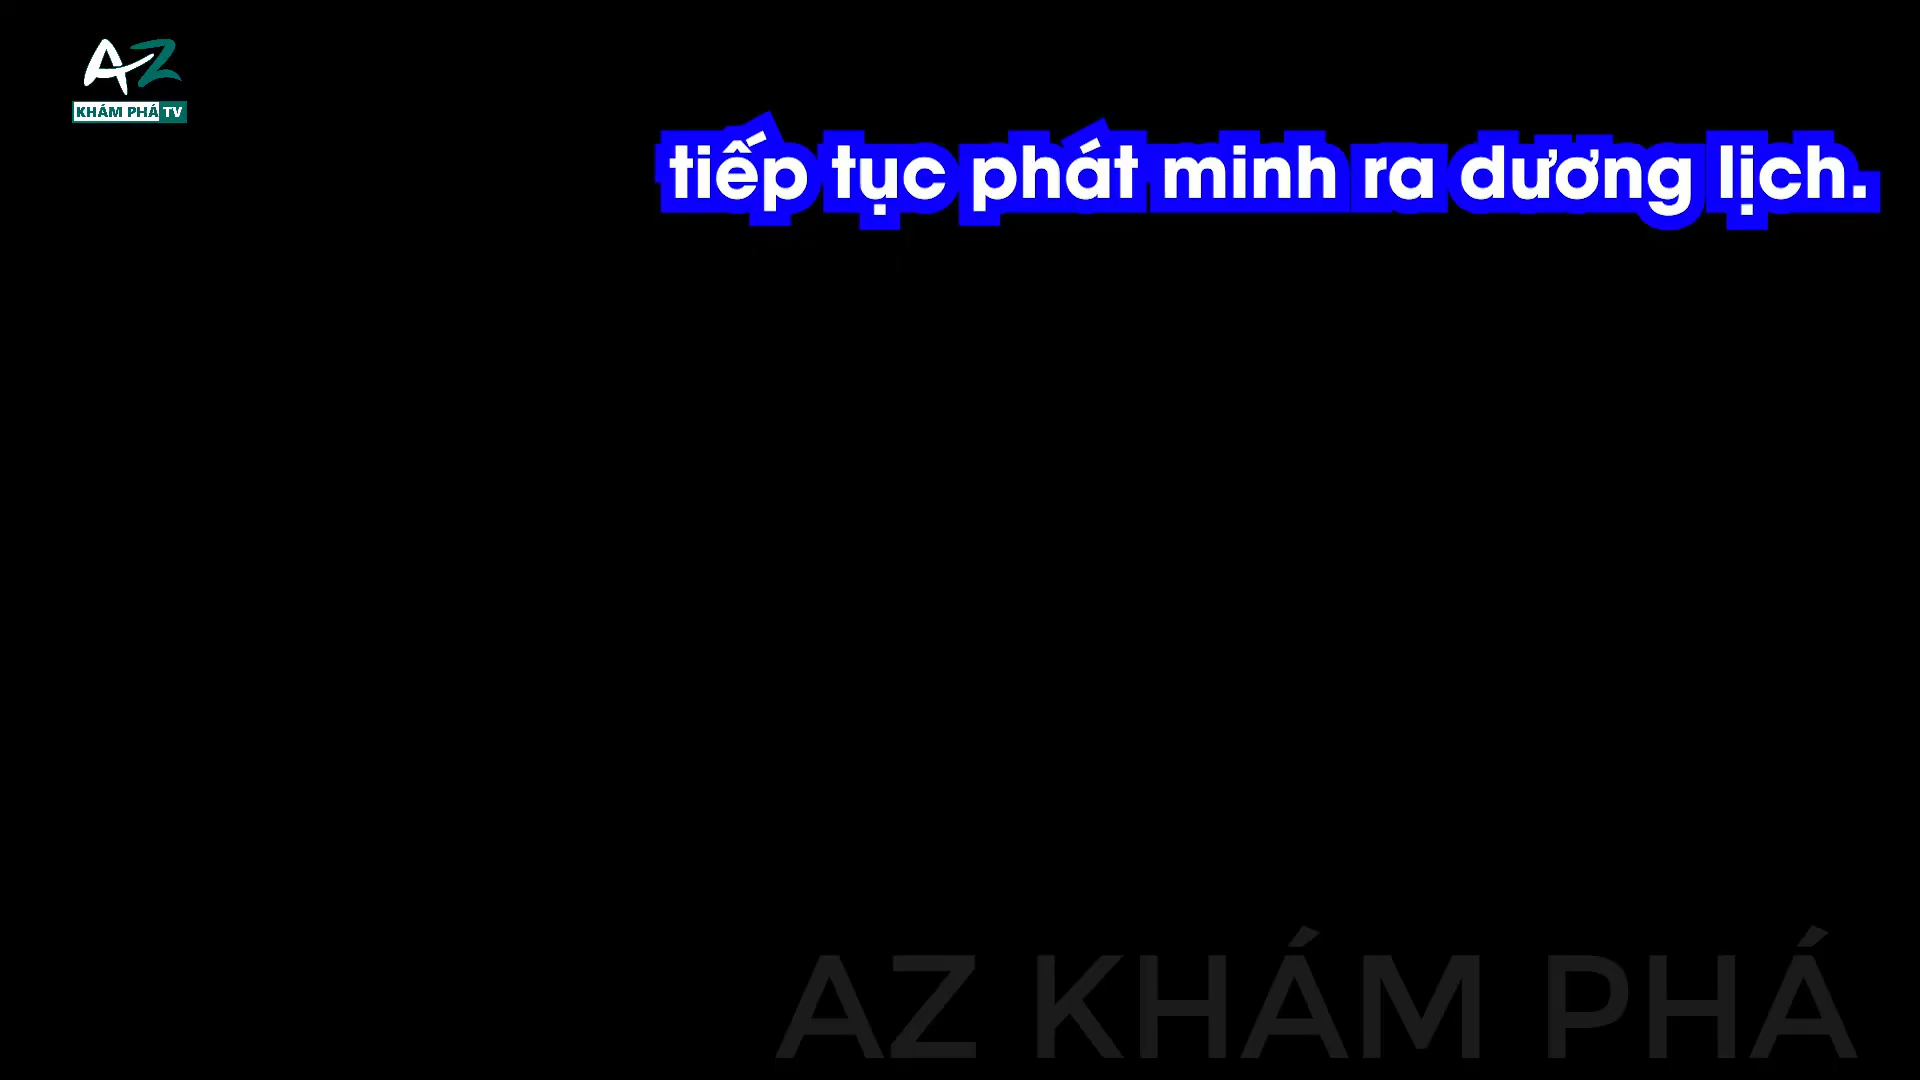 AZ
KHÁM PHÁ TV
tiếp tục phát minh ra dương lịch.
AZ KHÁM PHÁ